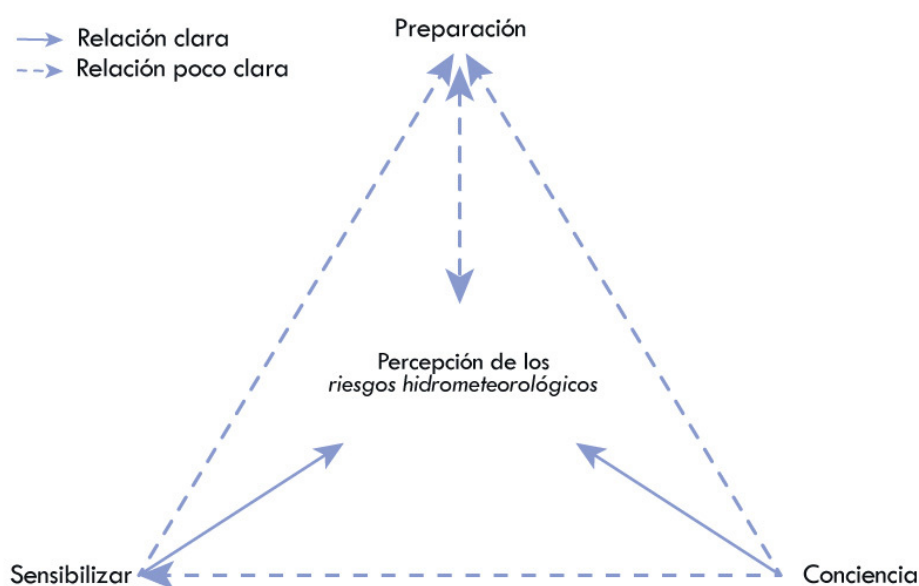 Relación clara
Relación poco clara
Preparación
Percepción de los
riesgos hidrometeorológicos
Sensibilizar
Conciencia